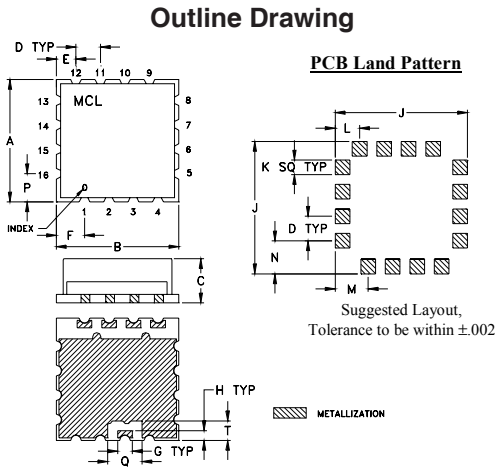 Outline Drawing
D TYP
E
12 11 10 9
MCL
A
13
14
15
16
P
8
7
6
5
INDEX
F
1 2 3 4
B
C
H TYP
T
G TYP
Q
PCB Land Pattern
J
L
K SQ TYP
J
D TYP
N
M
Suggested Layout,
Tolerance to be within ±.002
METALLIZATION